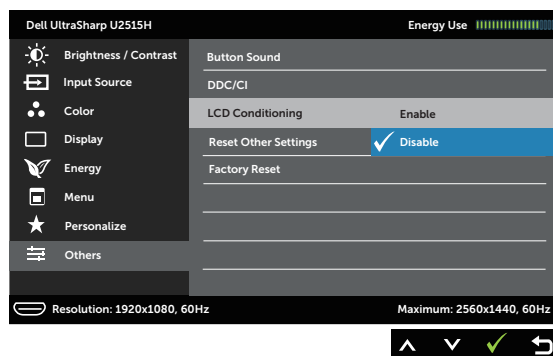 Dell UltraSharp U2515H Energy Use
Brightness / Contrast Button Sound
Input Source DDC/CI
Color LCD Conditioning Enable
Display Reset Other Settings Disable
Energy Factory Reset
Menu
Personalize
Others
Resolution: 1920x1080, 60Hz Maximum: 2560x1440, 60Hz